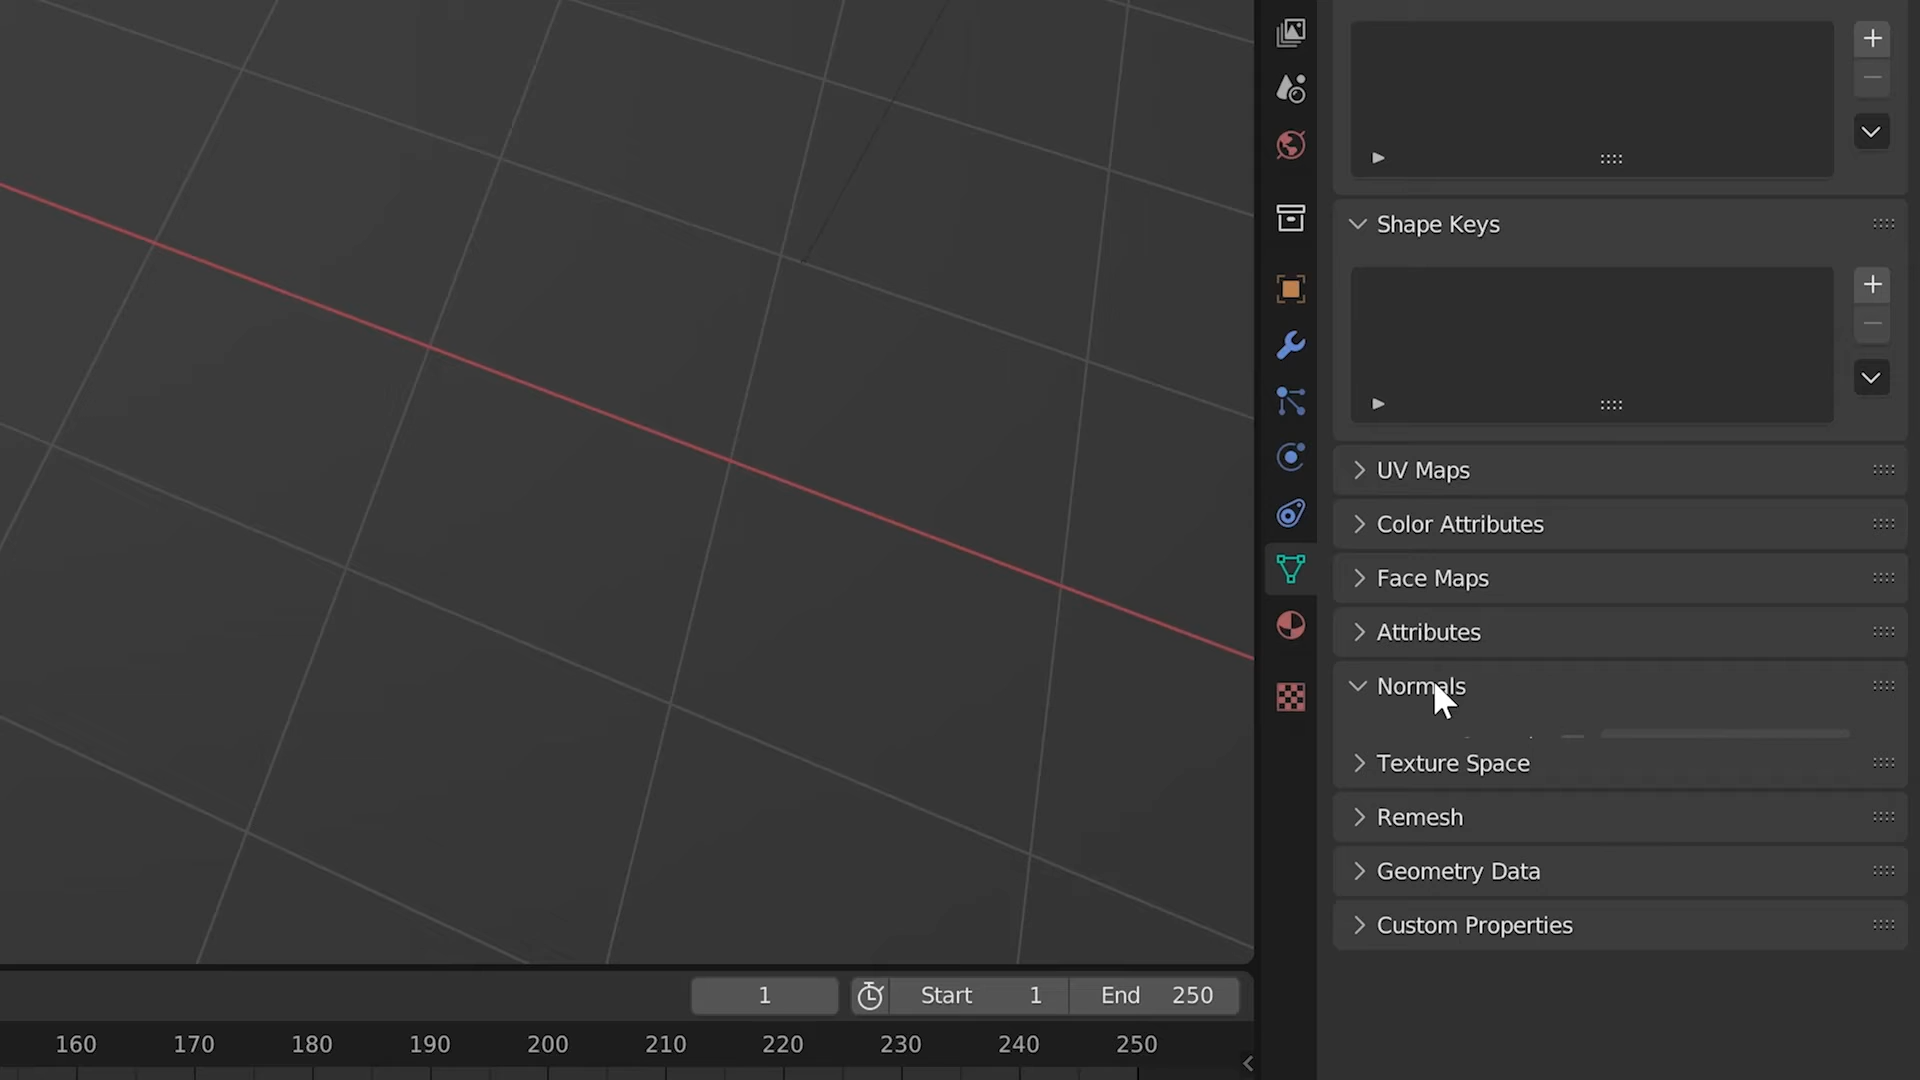 Shape Keys
UV Maps
Color Attributes
Face Maps
Attributes
Normals
Texture Space
Remesh
Geometry Data
Custom Properties
1 Start 1 End 250
160 170 180 190 200 210 220 230 240 250